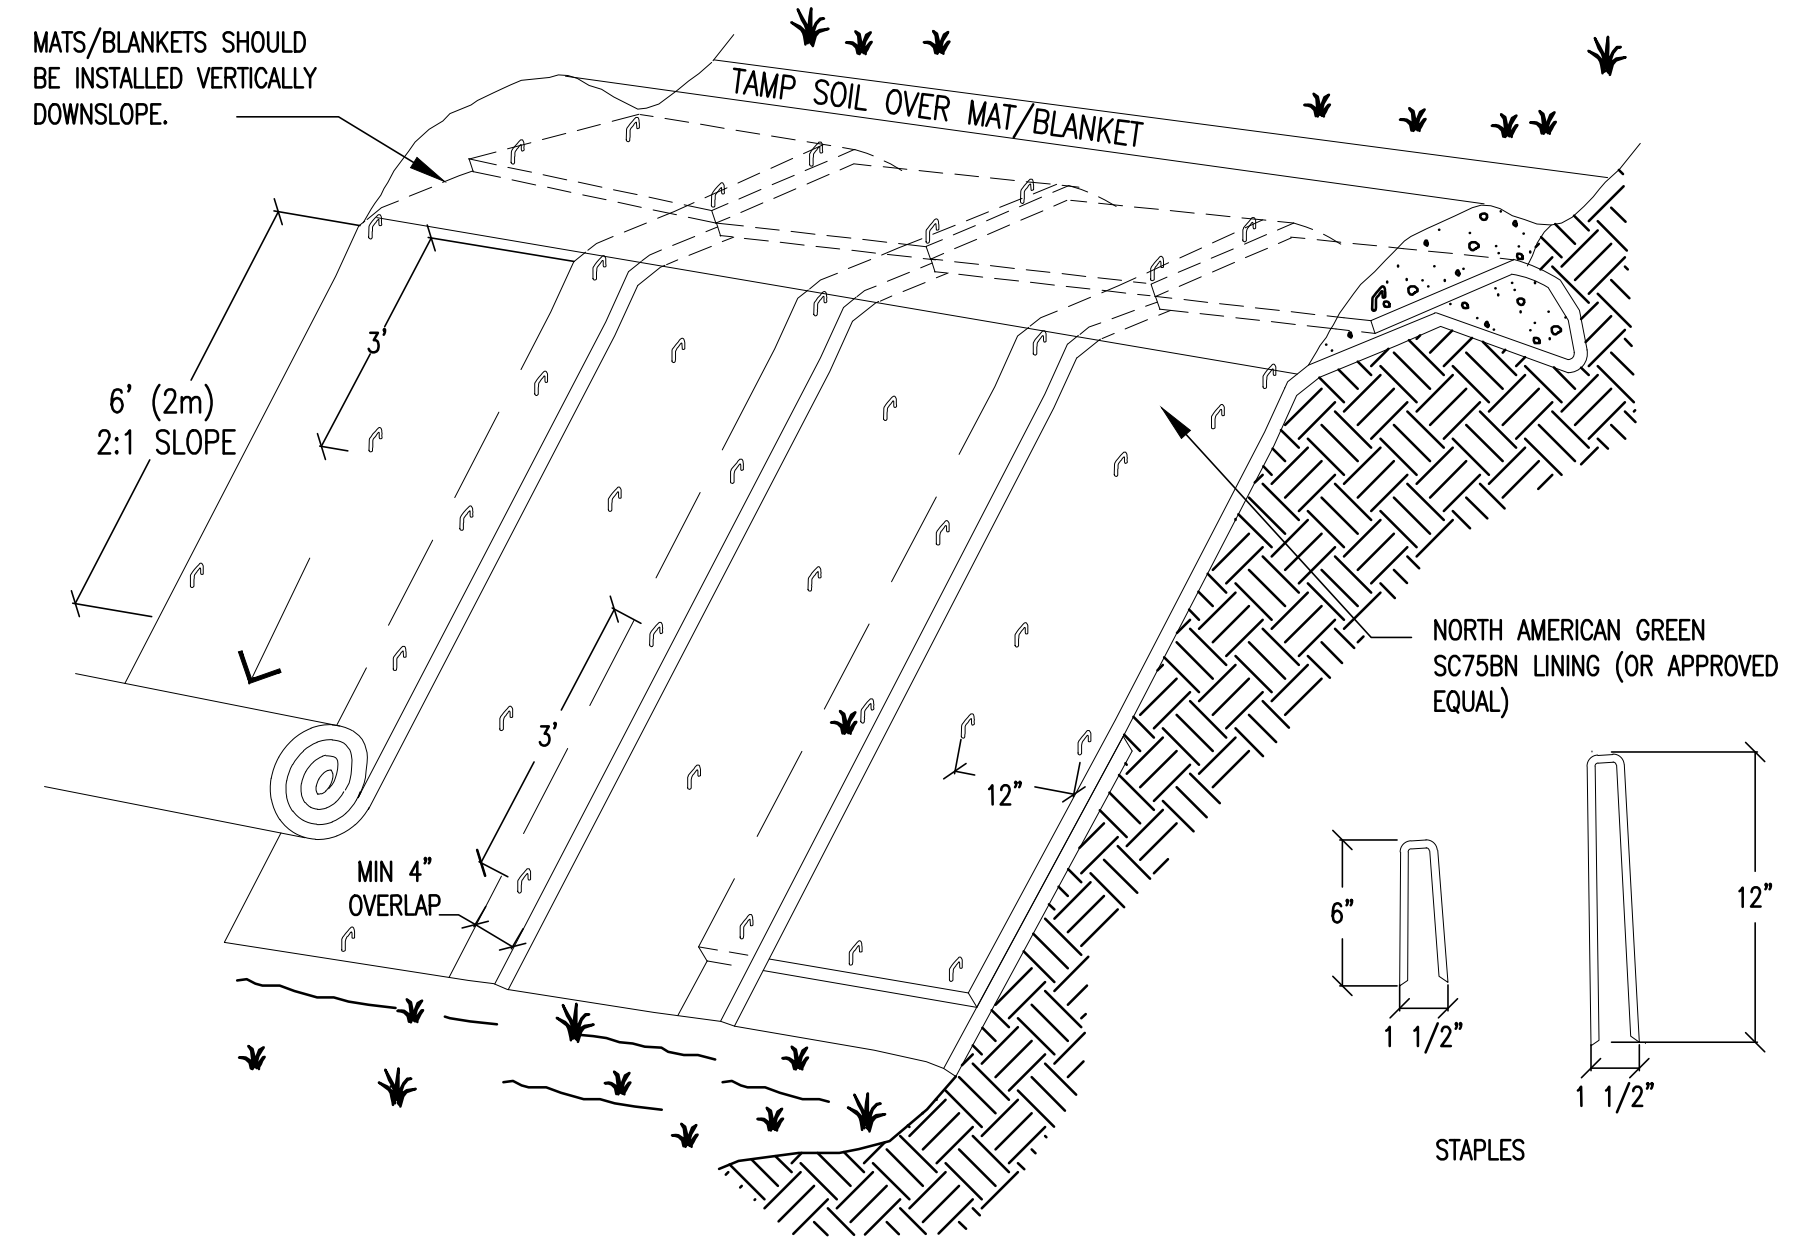 MATS/BLANKETS SHOULD
BE INSTALLED VERTICALLY
DOWNSLOPE.
TAMP SOIL OVER MAT/BLANKET
3'
6' (2m)
2:1 SLOPE
3'
12"
MIN 4"
OVERLAP
NORTH AMERICAN GREEN
SC75BN LINING (OR APPROVED
EQUAL)
6"
1 1/2"
12"
1 1/2"
STAPLES